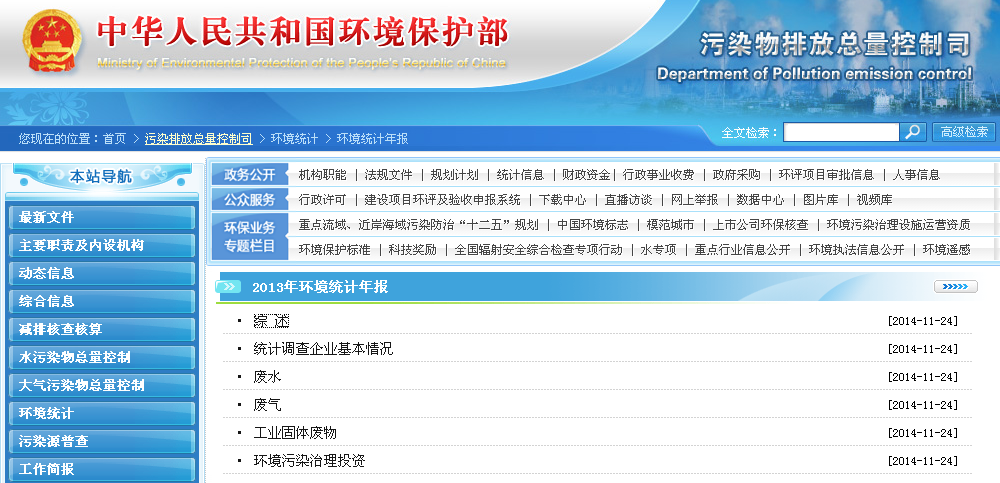 中华人民共和国环境保护部
Ministry of Environmental Protection of the People's Republic of China
污染物排放总量控制司
Department of Pollution emission control
您现在的位置：首页 > 污染排放总量控制司 > 环境统计 > 环境统计年报
全文检索： 高级检索
本站导航
最新文件
主要职责及内设机构
动态信息
综合信息
减排核查核算
水污染物总量控制
大气污染物总量控制
环境统计
污染源普查
工作简报
政务公开 机构职能 | 法规文件 | 规划计划 | 统计信息 | 财政资金 | 行政事业收费 | 政府采购 | 环评项目审批信息 | 人事信息
公众服务 行政许可 | 建设项目环评及验收申报系统 | 下载中心 | 直播访谈 | 网上举报 | 数据中心 | 图片库 | 视频库
环保业务 重点流域、近岸海域污染防治“十二五”规划 | 中国环境标志 | 模范城市 | 上市公司环保核查 | 环境污染治理设施运营资质
专题栏目 环境保护标准 | 科技奖励 | 全国辐射安全综合检查专项行动 | 水专项 | 重点行业信息公开 | 环境执法信息公开 | 环境遥感
2013年环境统计年报
· 综 述 [2014-11-24]
· 统计调查企业基本情况 [2014-11-24]
· 废水 [2014-11-24]
· 废气 [2014-11-24]
· 工业固体废物 [2014-11-24]
· 环境污染治理投资 [2014-11-24]